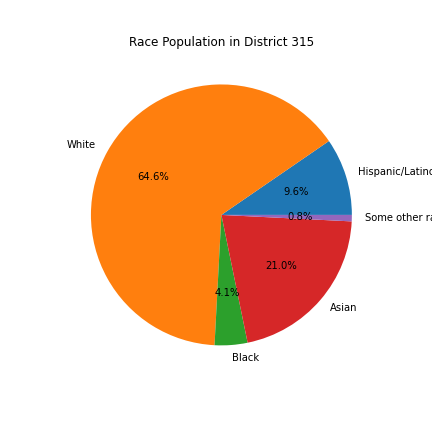 Race Population in District 315
White
64.6%
Hispanic/Latino
9.6%
0.8%
Some other ra
21.0%
4.1%
Asian
Black